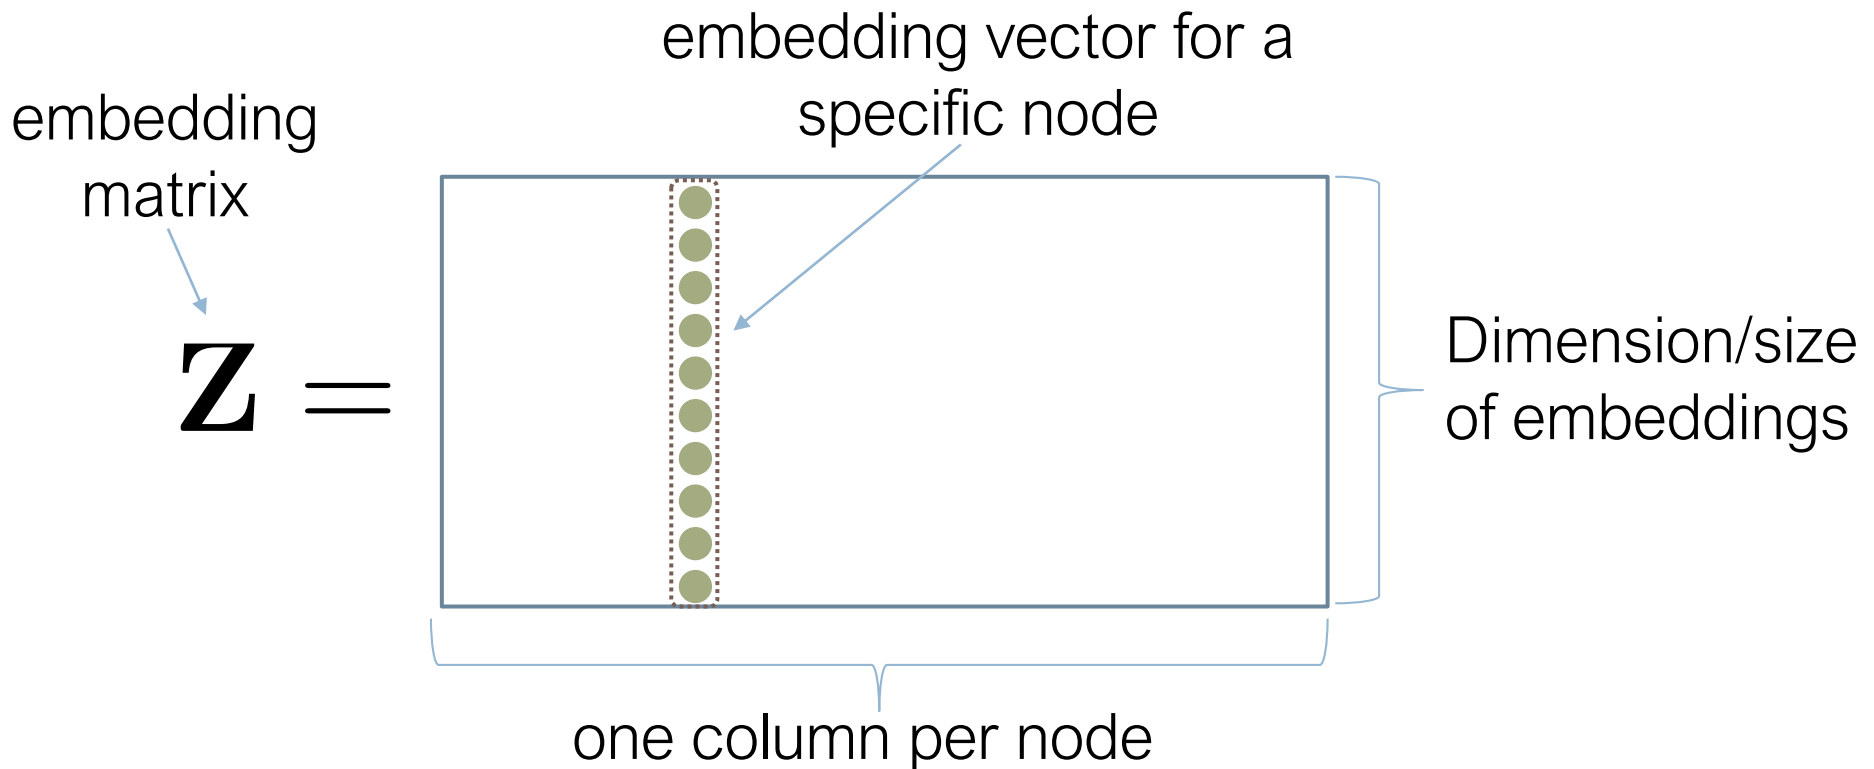 embedding vector for a
specific node
embedding
matrix
Z =
Dimension/size
of embeddings
one column per node